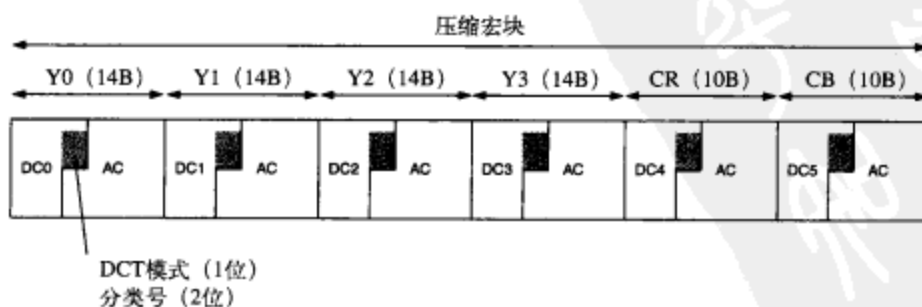 压缩宏块
Y0（14B） Y1（14B） Y2（14B） Y3（14B） CR（10B） CB（10B）
DC0 AC DC1 AC DC2 AC DC3 AC DC4 AC DC5 AC
DCT模式（1位）
分类号（2位）